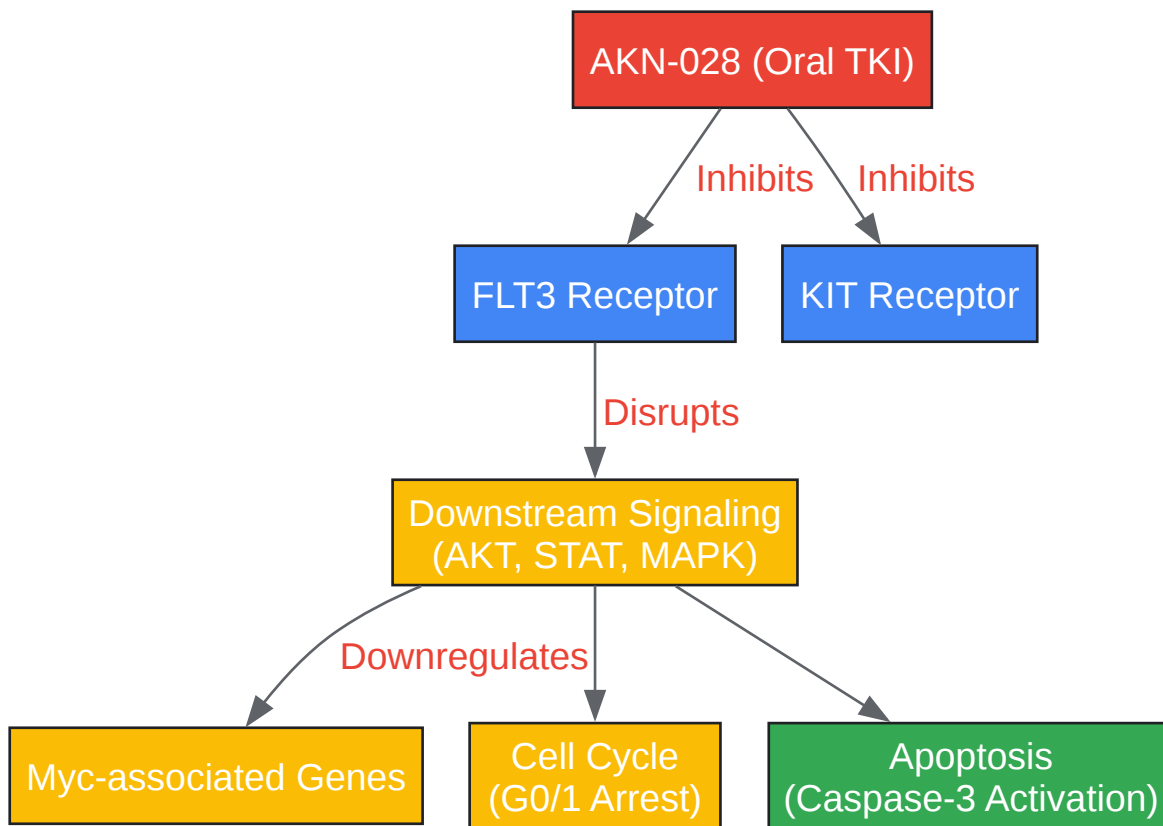 AKN-028 (Oral TKI)
Inhibits
Inhibits
FLT3 Receptor
KIT Receptor
Disrupts
Downstream Signaling
(AKT, STAT, MAPK)
Downregulates
Myc-associated Genes
Cell Cycle
(G0/1 Arrest)
Apoptosis
(Caspase-3 Activation)